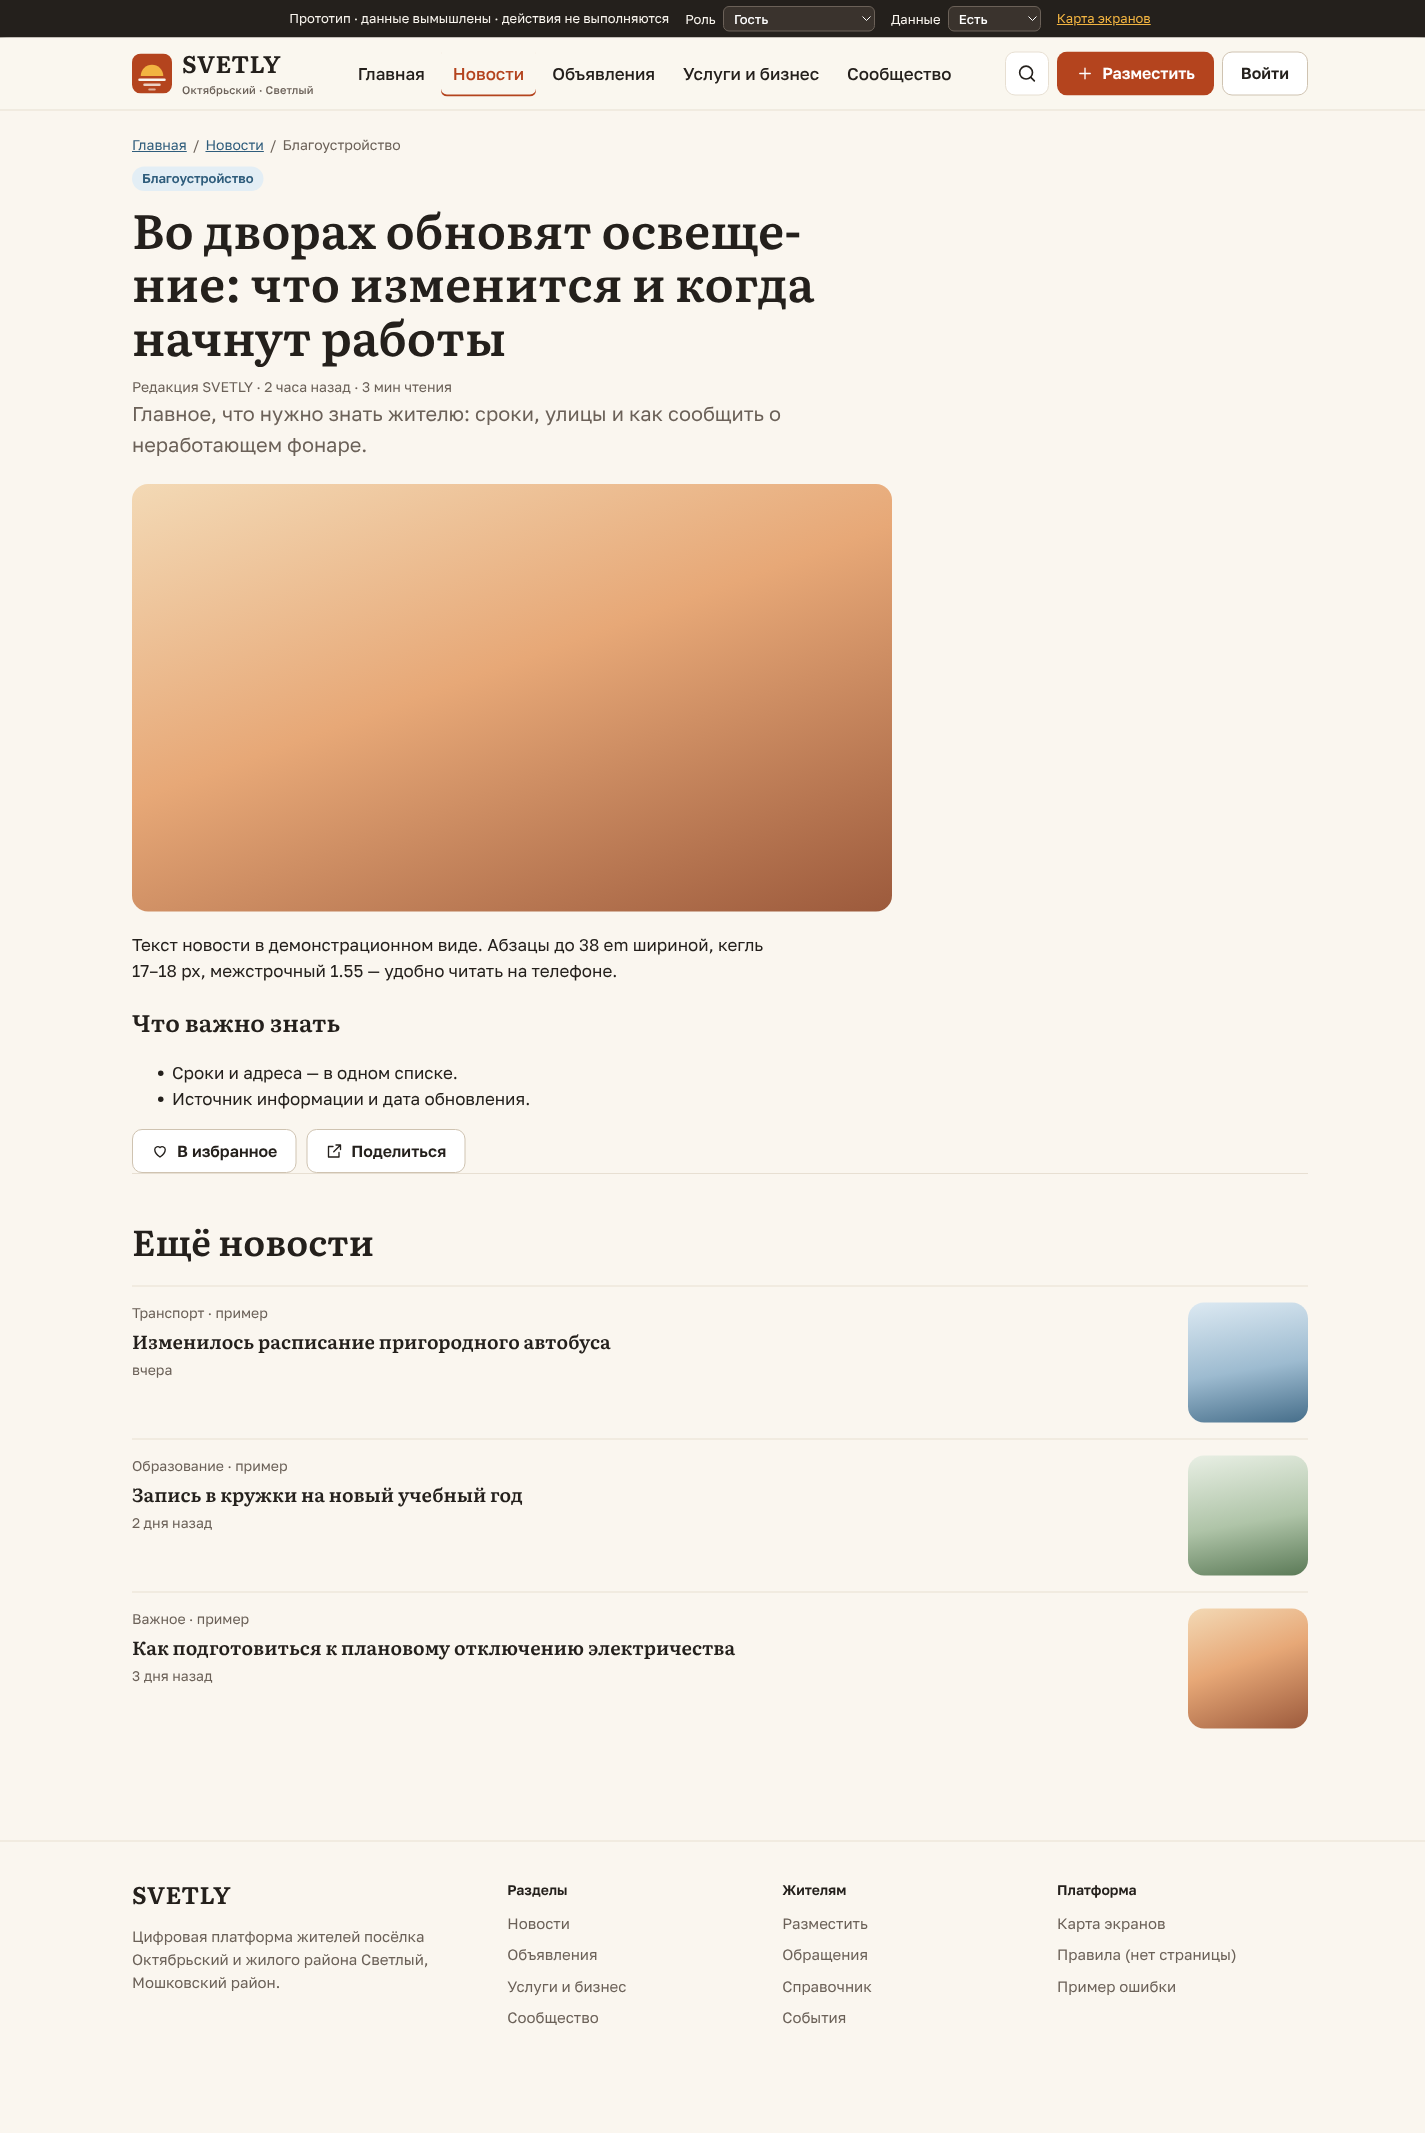 Прототип · данные вымышлены · действия не выполняются Роль Гость Данные Есть Карта экранов
SVETLY
Октябрьский · Светлый
Главная Новости Объявления Услуги и бизнес Сообщество Разместить Войти
Главная / Новости / Благоустройство
Благоустройство
Во дворах обновят освеще-
ние: что изменится и когда
начнут работы
Редакция SVETLY · 2 часа назад · 3 мин чтения
Главное, что нужно знать жителю: сроки, улицы и как сообщить о
неработающем фонаре.
Текст новости в демонстрационном виде. Абзацы до 38 em шириной, кегль
17–18 px, межстрочный 1.55 — удобно читать на телефоне.
Что важно знать
• Сроки и адреса — в одном списке.
• Источник информации и дата обновления.
В избранное Поделиться
Ещё новости
Транспорт · пример
Изменилось расписание пригородного автобуса
вчера
Образование · пример
Запись в кружки на новый учебный год
2 дня назад
Важное · пример
Как подготовиться к плановому отключению электричества
3 дня назад
SVETLY
Цифровая платформа жителей посёлка
Октябрьский и жилого района Светлый,
Мошковский район.
Разделы
Новости
Объявления
Услуги и бизнес
Сообщество
Жителям
Разместить
Обращения
Справочник
События
Платформа
Карта экранов
Правила (нет страницы)
Пример ошибки